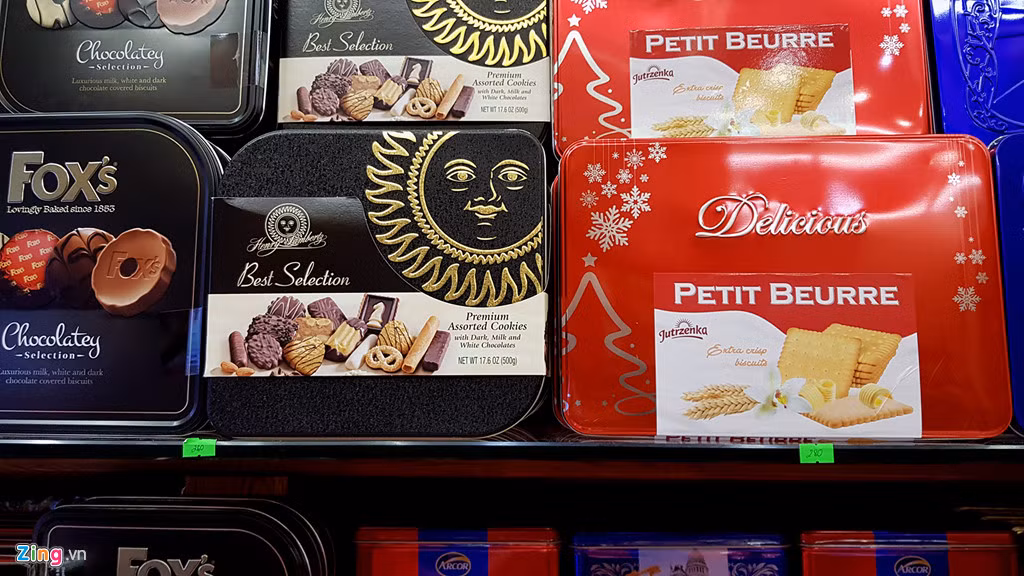 Chocolatey
Selection
Luxurious milk, white and dark
chocolate covered biscuits
Best Selection
Premium
Assorted Cookies
with Dark, Milk and
White Chocolates
NET WT 17.6 OZ (500g)
PETIT BEURRE
Jutrzenka
Extra crisp
biscuits
FOX'S
Lovingly Baked since 1853
FOX'S
Chocolatey
Selection
Luxurious milk, white and dark
chocolate covered biscuits
Best Selection
Premium
Assorted Cookies
with Dark, Milk and
White Chocolates
NET WT 17.6 OZ (500g)
Delicious
PETIT BEURRE
Jutrzenka
Extra crisp
biscuits
PETIT BEURRE
280
FOX'S
ARCOR
ARCOR
Zing.vn